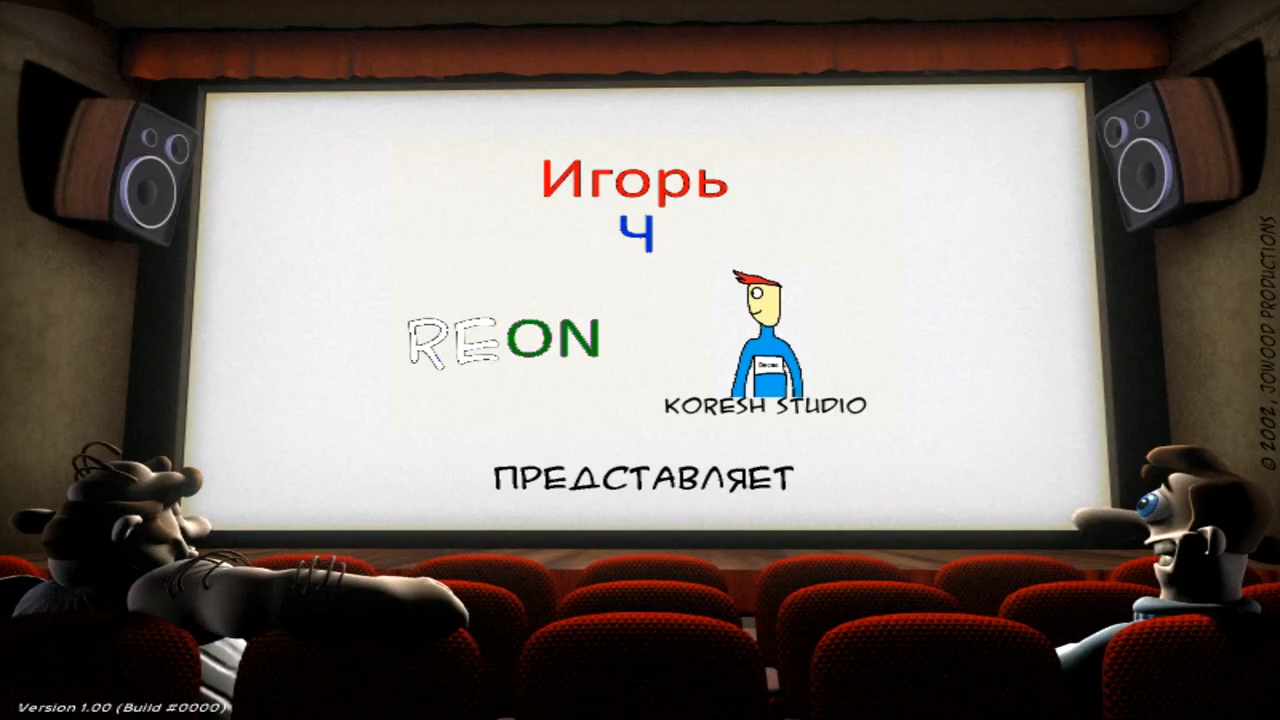 Игорь
Ч
REON
KORESH STUDIO
ПРЕДСТАВЛЯЕТ
© 2002, JOWOOD PRODUCTIONS
Version 1.00 (Build #0000)